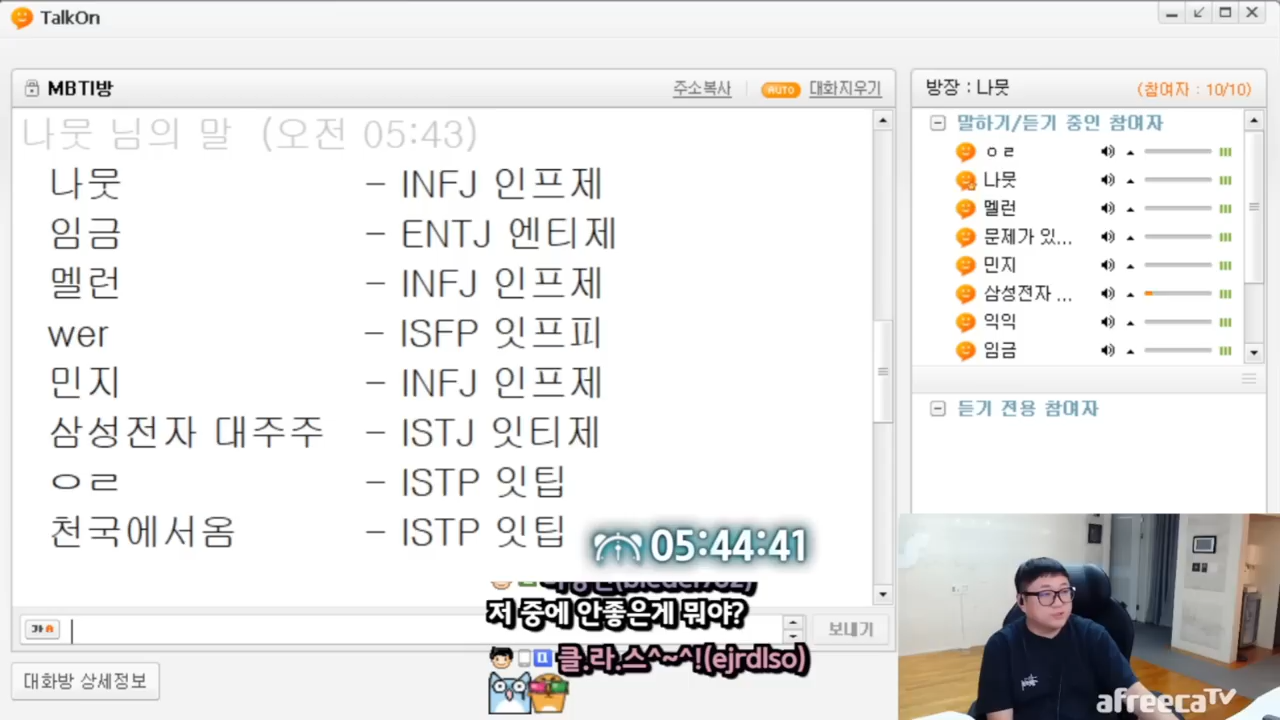 TalkOn
MBTI방
주소복사
AUTO 대화지우기
나뭇 님의 말 (오전 05:43)
나뭇 - INFJ 인프제
임금 - ENTJ 엔티제
멜런 - INFJ 인프제
wer - ISFP 잇프피
민지 - INFJ 인프제
삼성전자 대주주 - ISTJ 잇티제
ㅇㄹ - ISTP 잇팁
천국에서옴 - ISTP 잇팁
05:44:41
저 중에 안좋은게 뭐야?
클.라.스^~^!(ejrdlso)
가
보내기
대화방 상세정보
방장 : 나뭇
(참여자 : 10/10)
말하기/듣기 중인 참여자
ㅇㄹ
나뭇
멜런
문제가 있...
민지
삼성전자 ...
익익
임금
듣기 전용 참여자
afreecaTV